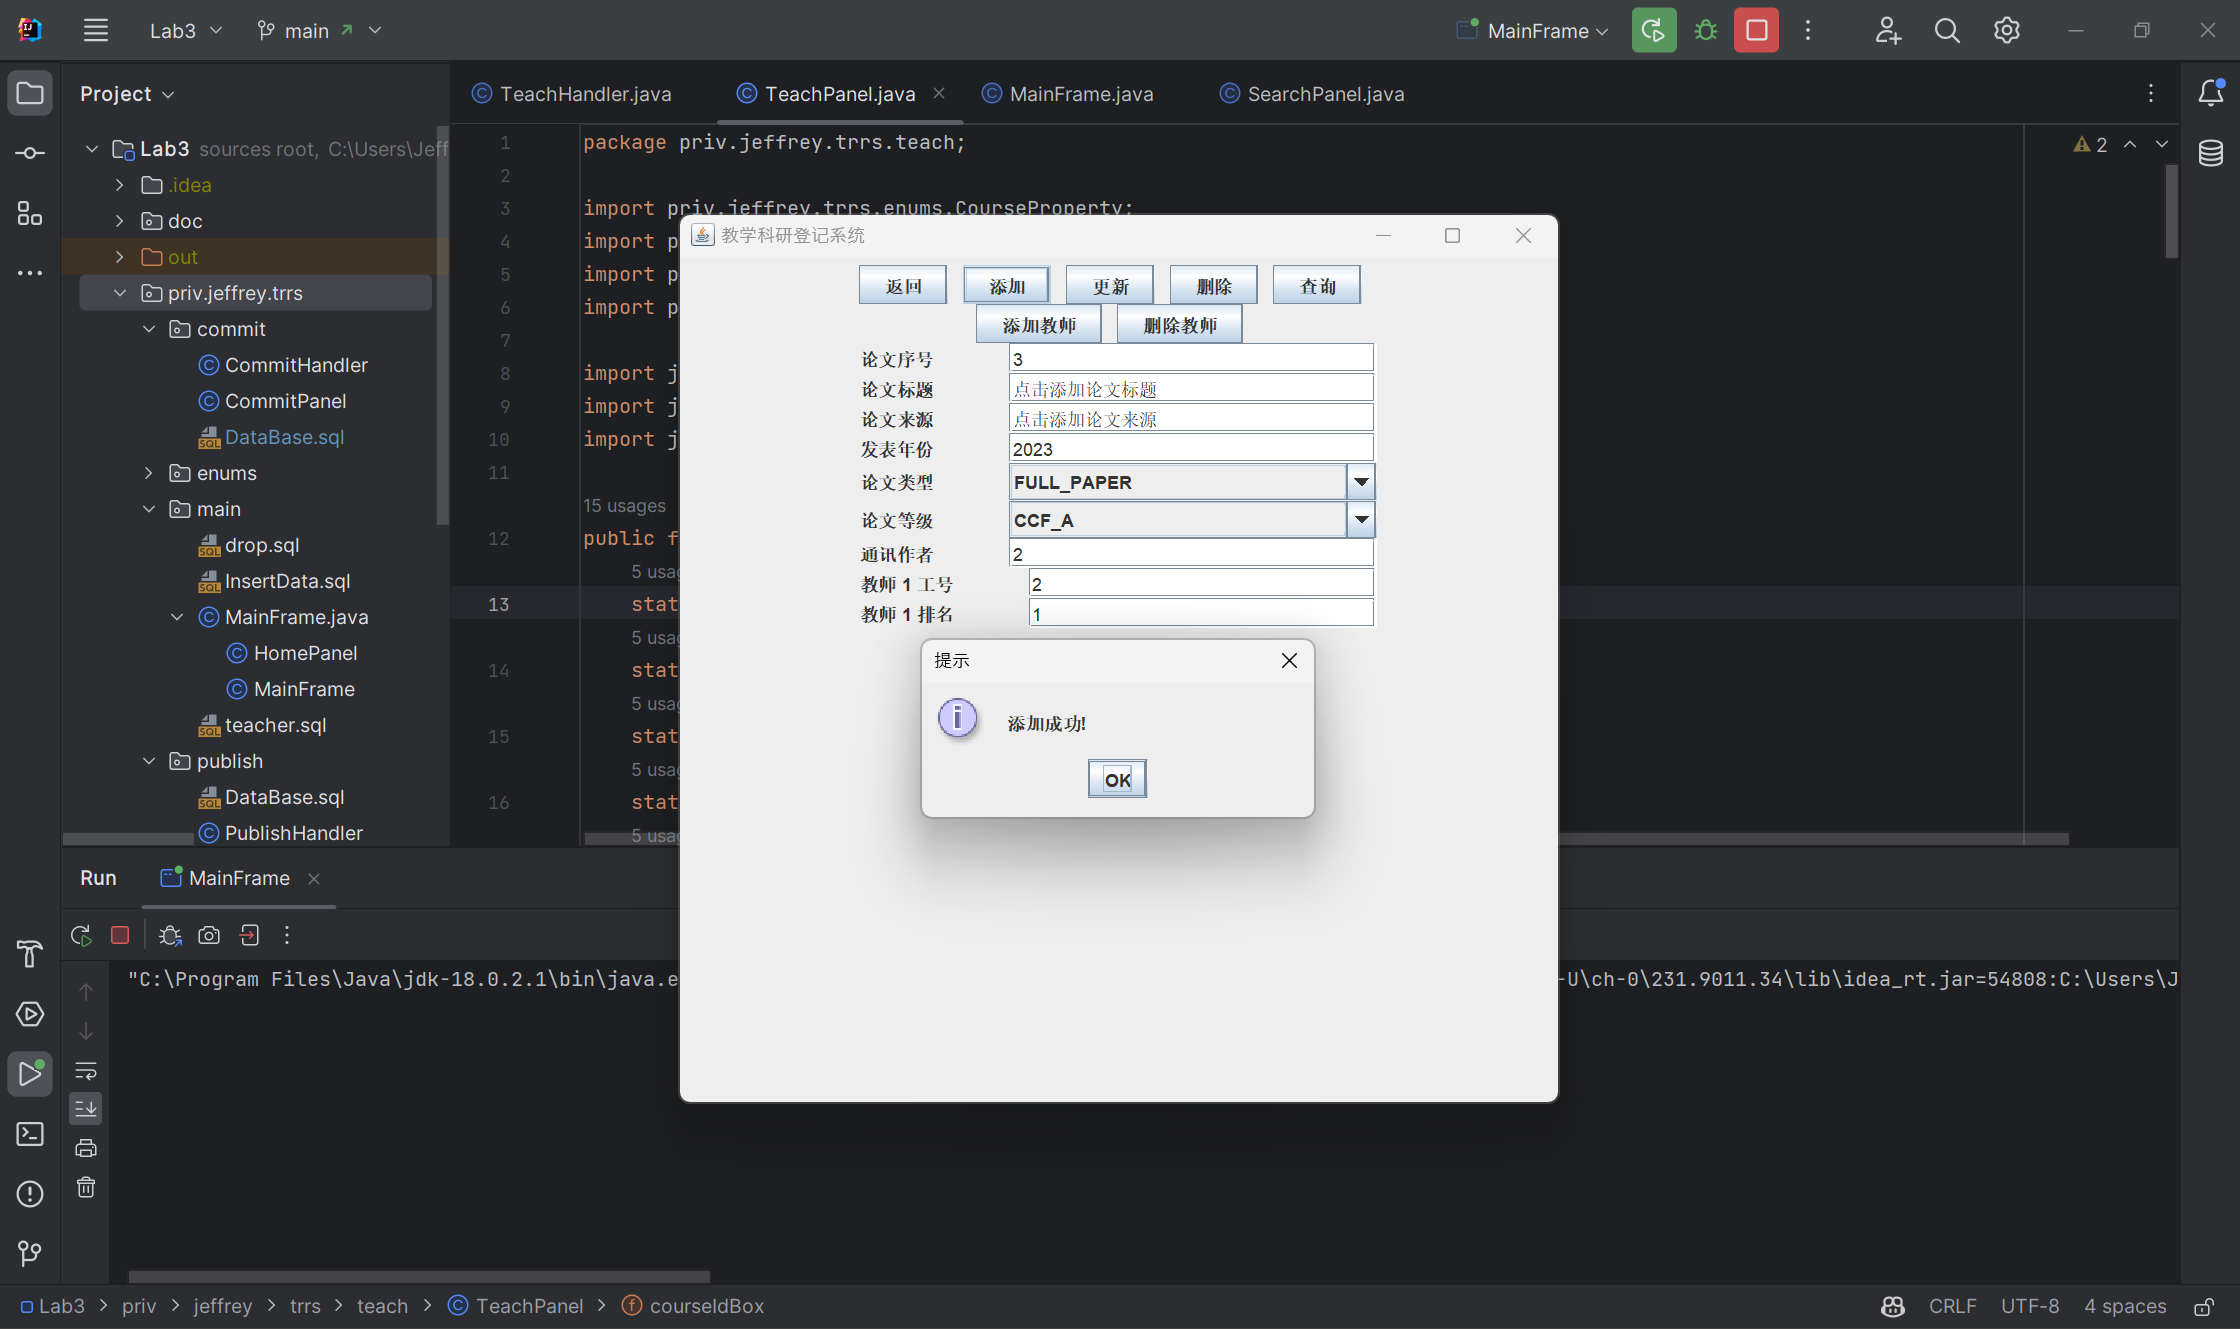 Lab3
main
MainFrame
Project
TeachHandler.java
TeachPanel.java
MainFrame.java
SearchPanel.java
Lab3 sources root, C:\Users\Jeff
.idea
doc
out
priv.jeffrey.trrs
commit
CommitHandler
CommitPanel
DataBase.sql
enums
main
drop.sql
InsertData.sql
MainFrame.java
HomePanel
MainFrame
teacher.sql
publish
DataBase.sql
PublishHandler
1 package priv.jeffrey.trrs.teach;
2
3 import priv.jeffrey.trrs.enums.CourseProperty;
4 import p
5 import p
6 import p
7
8 import j
9 import j
10 import j
11
15 usages
12 public f
5 usag
13 stat
5 usag
14 stat
5 usag
15 stat
5 usag
16 stat
5 usag
2
教学科研登记系统
返回 添加 更新 删除 查询
添加教师 删除教师
论文序号 3
论文标题 点击添加论文标题
论文来源 点击添加论文来源
发表年份 2023
论文类型 FULL_PAPER
论文等级 CCF_A
通讯作者 2
教师 1 工号 2
教师 1 排名 1
提示
添加成功!
OK
Run MainFrame
"C:\Program Files\Java\jdk-18.0.2.1\bin\java.e
-U\ch-0\231.9011.34\lib\idea_rt.jar=54808:C:\Users\J
Lab3 > priv > jeffrey > trrs > teach > TeachPanel > courseIdBox
CRLF UTF-8 4 spaces